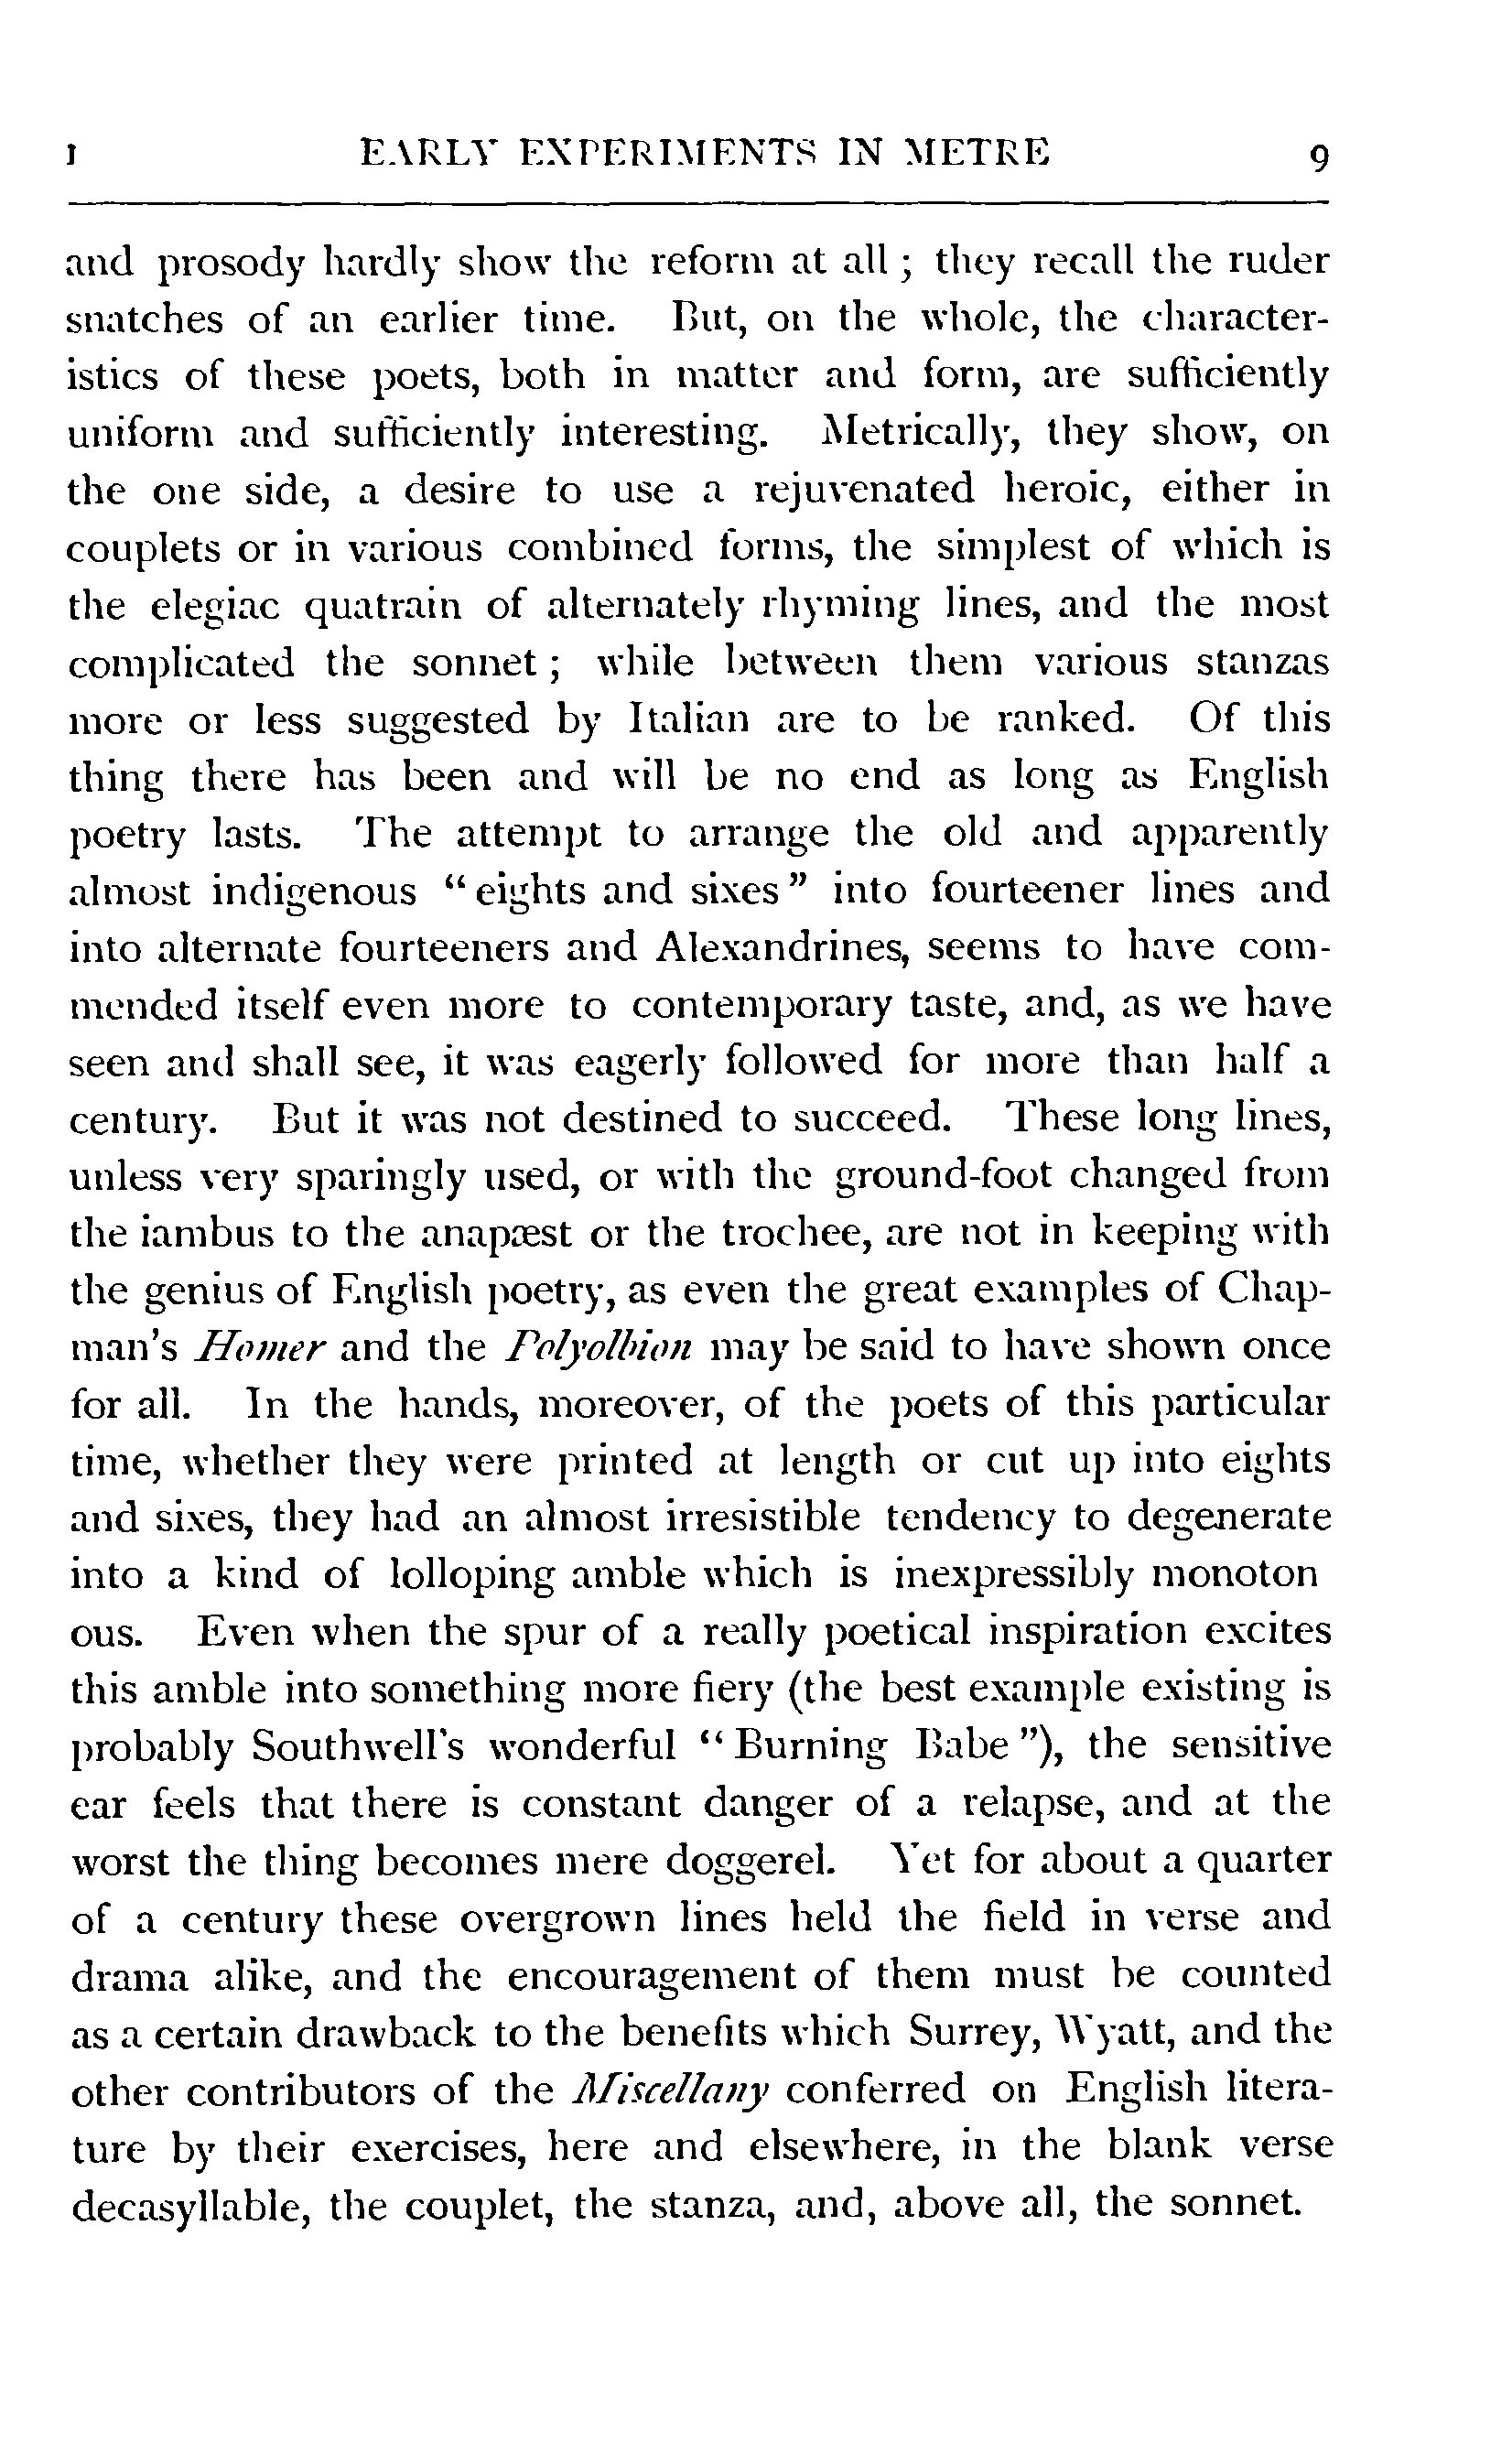 I EARLY EXPERIMENTS IN METRE 9
and prosody hardly show the reform at all ; they recall the ruder
snatches of an earlier time. But, on the whole, the character-
istics of these poets, both in matter and form, are sufficiently
uniform and sufficiently interesting. Metrically, they show, on
the one side, a desire to use a rejuvenated heroic, either in
couplets or in various combined forms, the simplest of which is
the elegiac quatrain of alternately rhyming lines, and the most
complicated the sonnet ; while between them various stanzas
more or less suggested by Italian are to be ranked. Of this
thing there has been and will be no end as long as English
poetry lasts. The attempt to arrange the old and apparently
almost indigenous “ eights and sixes ” into fourteener lines and
into alternate fourteeners and Alexandrines, seems to have com-
mended itself even more to contemporary taste, and, as we have
seen and shall see, it was eagerly followed for more than half a
century. But it was not destined to succeed. These long lines,
unless very sparingly used, or with the ground-foot changed from
the iambus to the anapæst or the trochee, are not in keeping with
the genius of English poetry, as even the great examples of Chap-
man's Homer and the Polyolbion may be said to have shown once
for all. In the hands, moreover, of the poets of this particular
time, whether they were printed at length or cut up into eights
and sixes, they had an almost irresistible tendency to degenerate
into a kind of lolloping amble which is inexpressibly monoton
ous. Even when the spur of a really poetical inspiration excites
this amble into something more fiery (the best example existing is
probably Southwell's wonderful “ Burning Babe ”), the sensitive
ear feels that there is constant danger of a relapse, and at the
worst the thing becomes mere doggerel. Yet for about a quarter
of a century these overgrown lines held the field in verse and
drama alike, and the encouragement of them must be counted
as a certain drawback to the benefits which Surrey, Wyatt, and the
other contributors of the Miscellany conferred on English litera-
ture by their exercises, here and elsewhere, in the blank verse
decasyllable, the couplet, the stanza, and, above all, the sonnet.